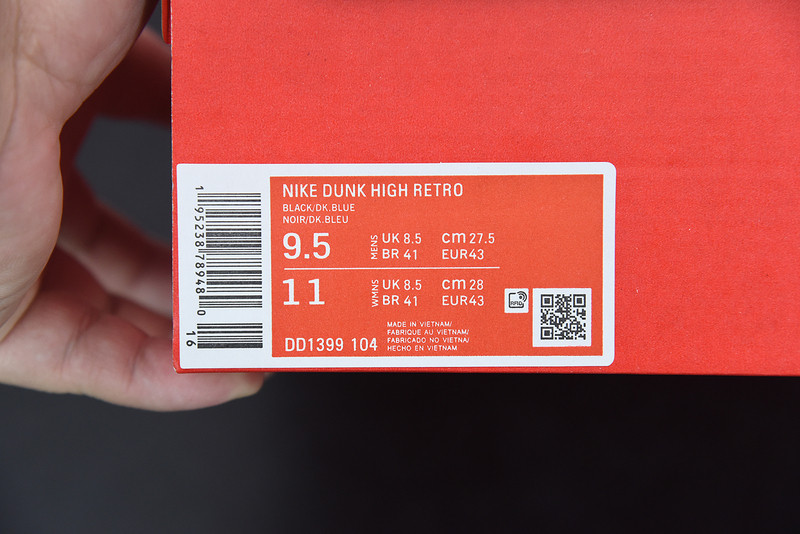 NIKE DUNK HIGH RETRO
BLACK/DK.BLUE
NOIR/DK.BLEU
9.5 MENS UK 8.5 cm 27.5
BR 41 EUR43
11 WMNS UK 8.5 cm 28
BR 41 EUR43
DD1399 104
MADE IN VIETNAM/
FABRIQUE AU VIETNAM/
FABRICADO NO VIETNA/
HECHO EN VIETNAM
RFID
1 95238 78948 0
16